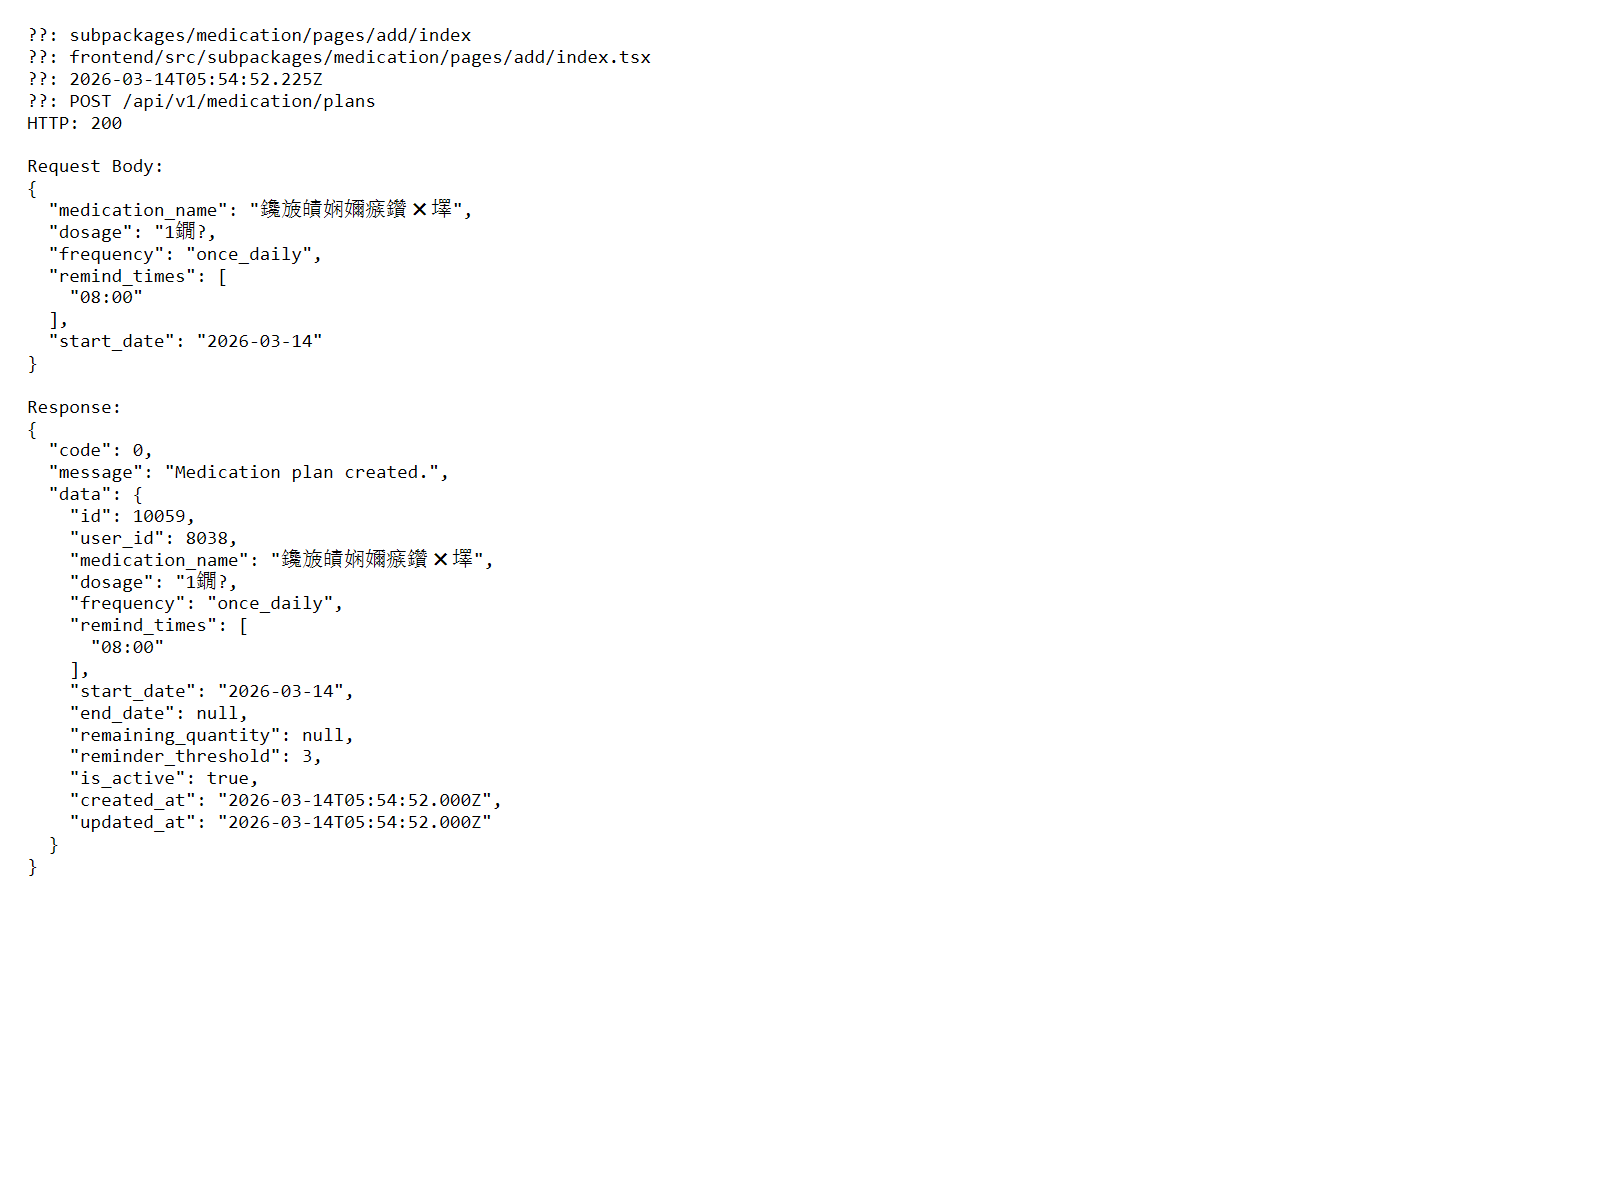 ??: subpackages/medication/pages/add/index
??: frontend/src/subpackages/medication/pages/add/index.tsx
??: 2026-03-14T05:54:52.225Z
??: POST /api/v1/medication/plans
HTTP: 200
Request Body:
{
"medication_name": "鑱旇皟娴嬭瘯鑽✕墿",
"dosage": "1鐗?,
"frequency": "once_daily",
"remind_times": [
"08:00"
],
"start_date": "2026-03-14"
}
Response:
{
"code": 0,
"message": "Medication plan created.",
"data": {
"id": 10059,
"user_id": 8038,
"medication_name": "鑱旇皟娴嬭瘯鑽✕墿",
"dosage": "1鐗?,
"frequency": "once_daily",
"remind_times": [
"08:00"
],
"start_date": "2026-03-14",
"end_date": null,
"remaining_quantity": null,
"reminder_threshold": 3,
"is_active": true,
"created_at": "2026-03-14T05:54:52.000Z",
"updated_at": "2026-03-14T05:54:52.000Z"
}
}